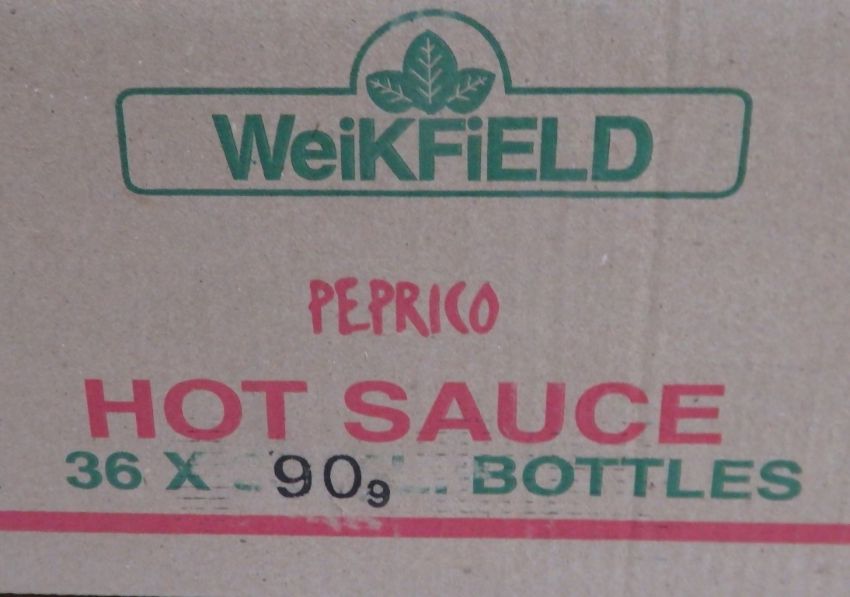 WeiKFiELD
PEPRICO
HOT SAUCE
36 X 90g BOTTLES